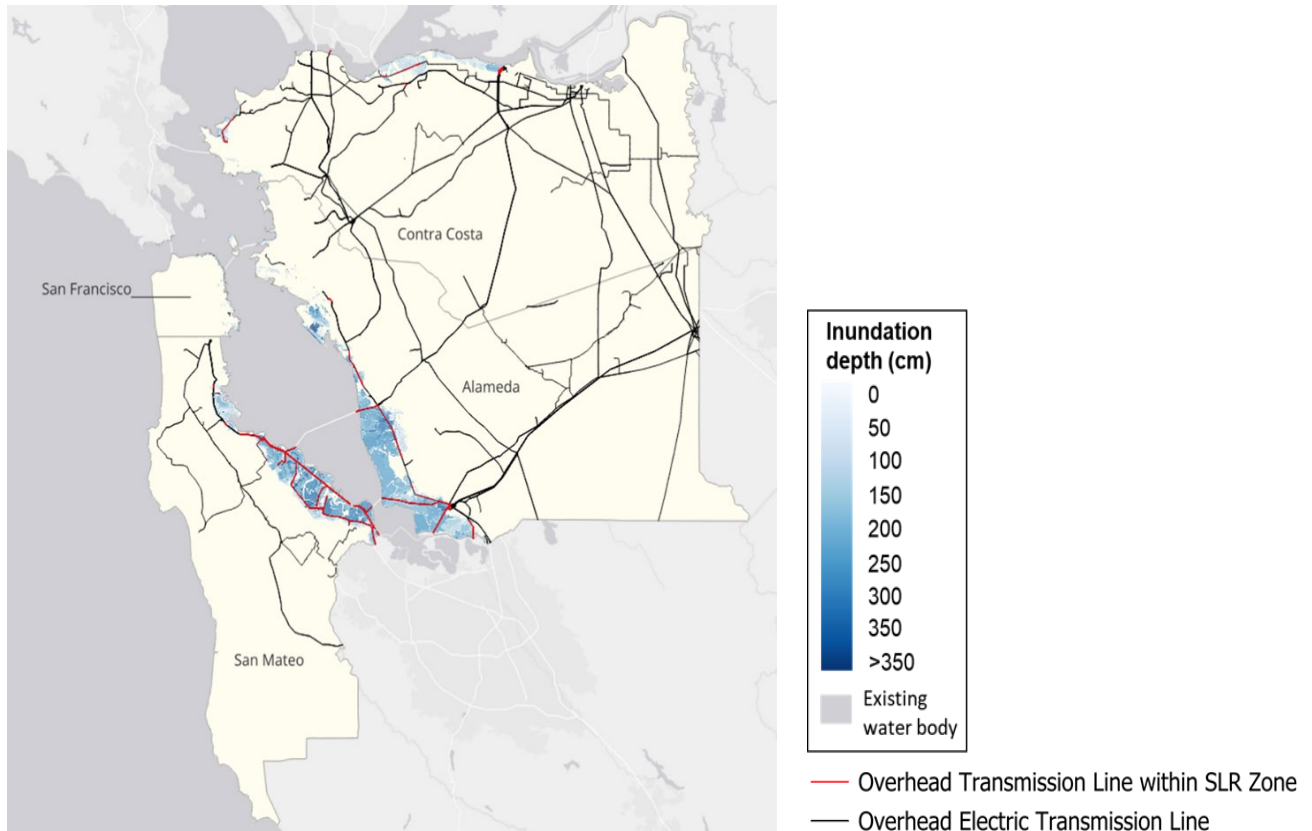 Contra Costa
San Francisco
Alameda
San Mateo
Inundation
depth (cm)
0
50
100
150
200
250
300
350
>350
Existing
water body
Overhead Transmission Line within SLR Zone
Overhead Electric Transmission Line